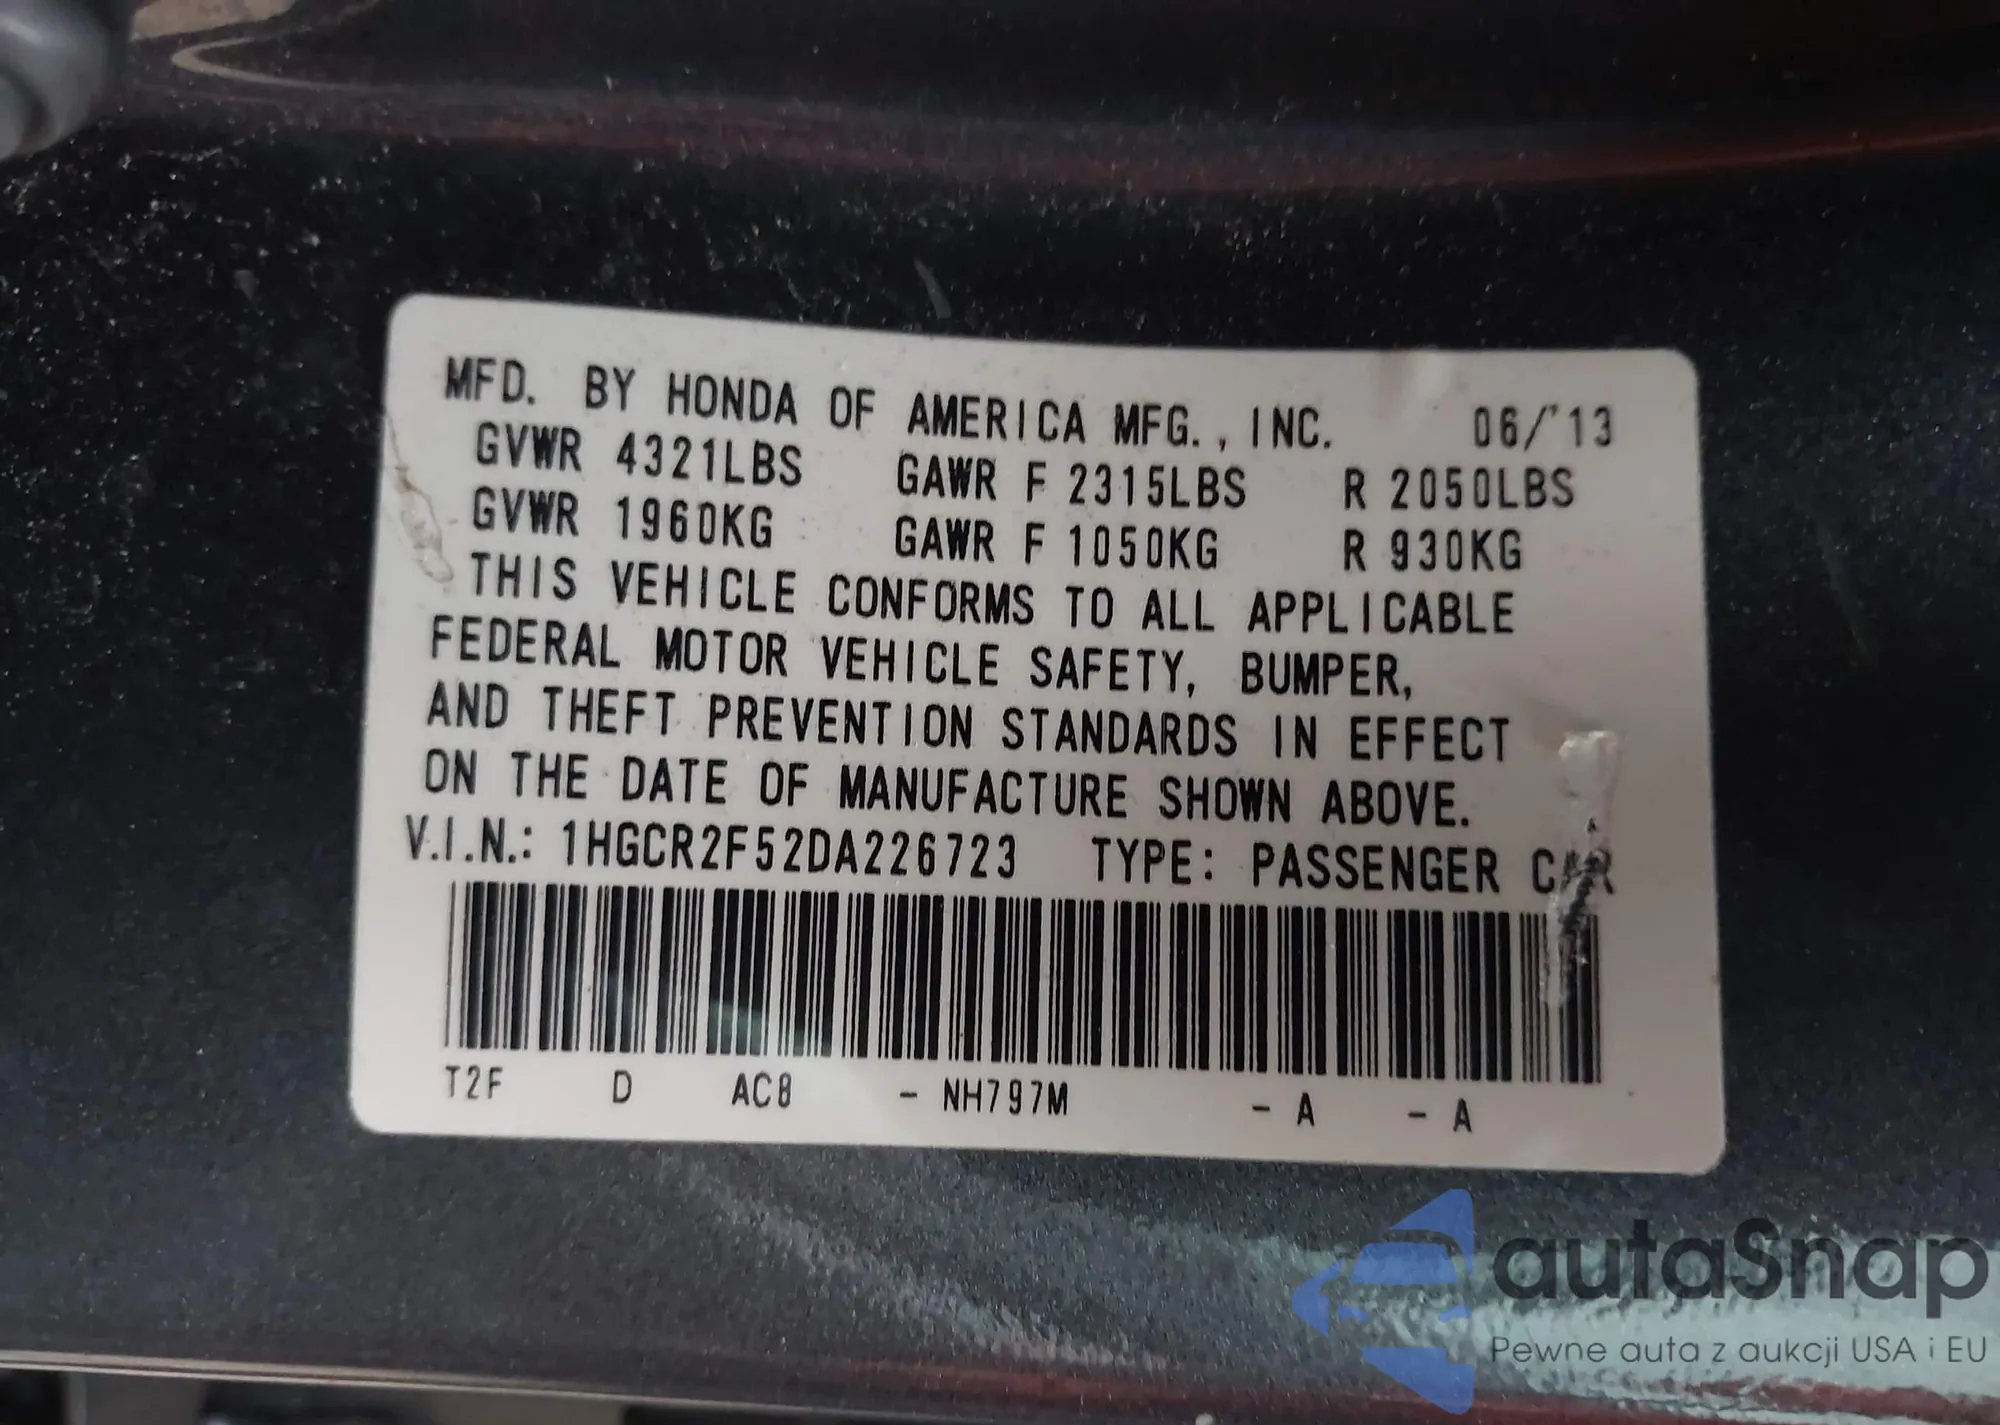 MFD. BY HONDA OF AMERICA MFG., INC. 06/'13
GVWR 4321LBS GAWR F 2315LBS R 2050LBS
GVWR 1960KG GAWR F 1050KG R 930KG
THIS VEHICLE CONFORMS TO ALL APPLICABLE
FEDERAL MOTOR VEHICLE SAFETY, BUMPER,
AND THEFT PREVENTION STANDARDS IN EFFECT
ON THE DATE OF MANUFACTURE SHOWN ABOVE.
V.I.N.: 1HGCR2F52DA226723 TYPE: PASSENGER CAR
T2F D AC8 - NH797M - A - A
autaSnap
Pewne auta z aukcji USA i EU